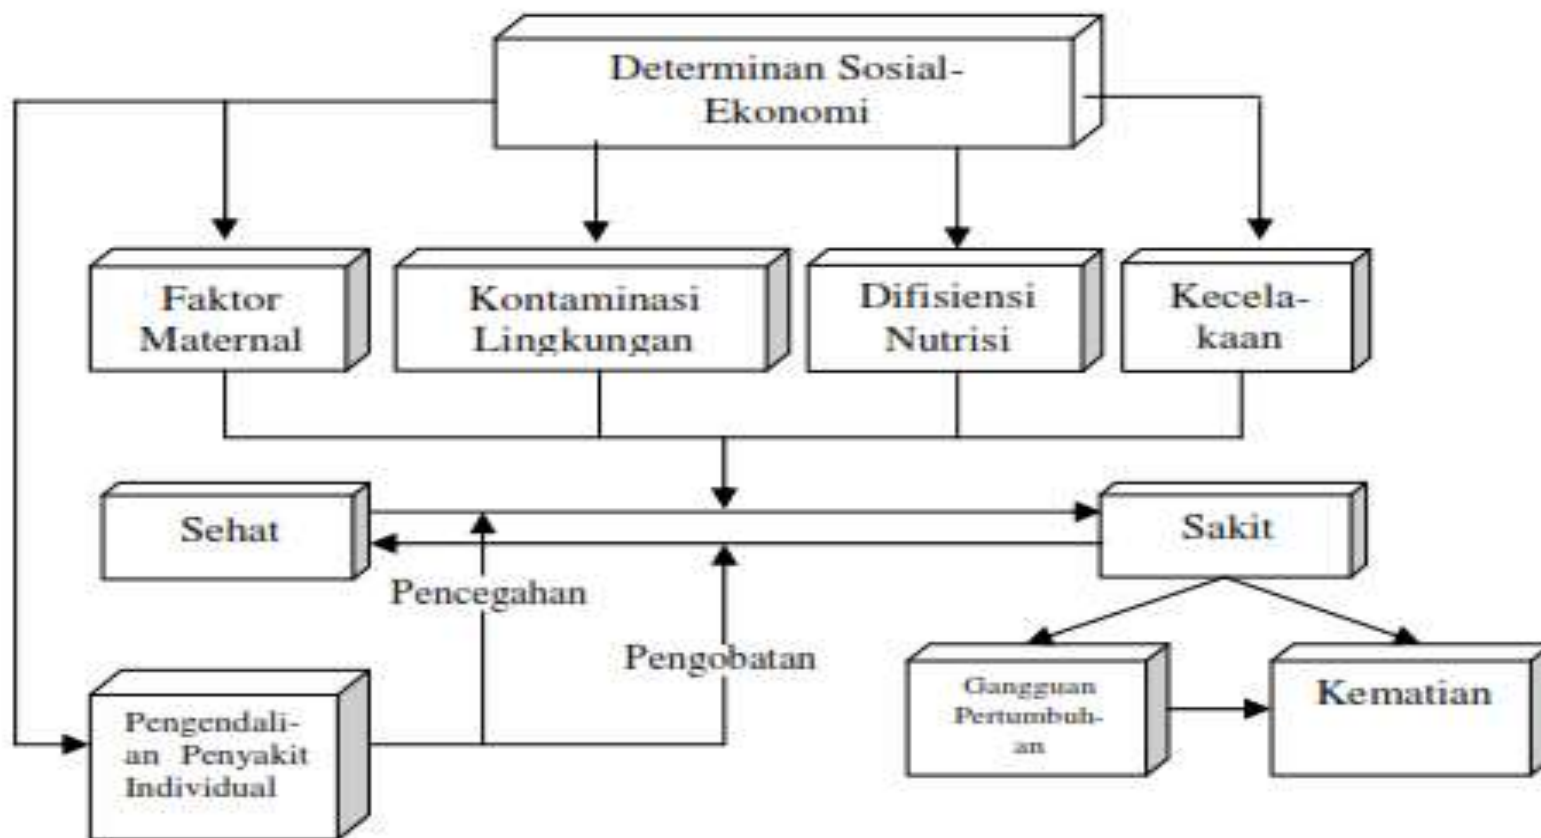 Determinan Sosial-
Ekonomi
Faktor
Maternal
Kontaminasi
Lingkungan
Difisiensi
Nutrisi
Kecela-
kaan
Sehat
Sakit
Pencegahan
Pengobatan
Pengendali-
an Penyakit
Individual
Gangguan
Pertumbuh-
an
Kematian